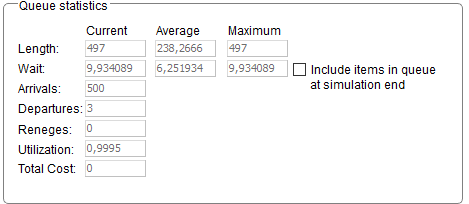 Queue statistics
Current Average Maximum
Length: 497 238,2666 497
Wait: 9,934089 6,251934 9,934089 Include items in queue
at simulation end
Arrivals: 500
Departures: 3
Reneges: 0
Utilization: 0,9995
Total Cost: 0